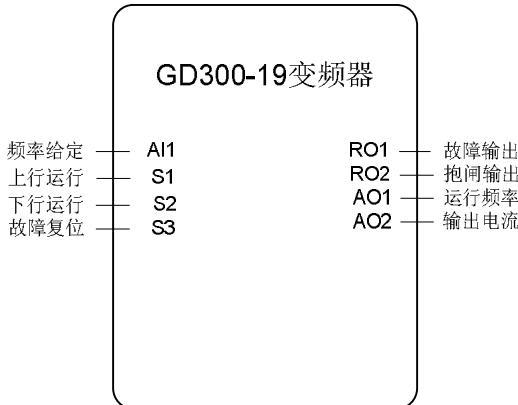 GD300-19变频器
频率给定 AI1 RO1 故障输出
上行运行 S1 RO2 抱闸输出
下行运行 S2 AO1 运行频率
故障复位 S3 AO2 输出电流